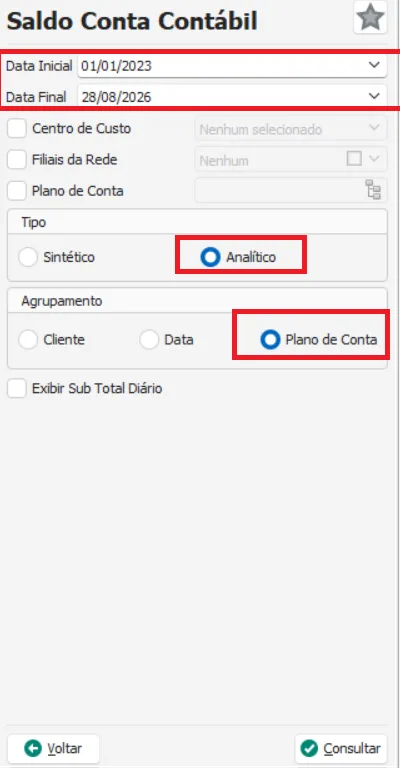 Saldo Conta Contábil
Data Inicial 01/01/2023
Data Final 28/08/2026
Centro de Custo Nenhum selecionado
Filiais da Rede Nenhum
Plano de Conta
Tipo
Sintético Analítico
Agrupamento
Cliente Data Plano de Conta
Exibir Sub Total Diário
Voltar Consultar